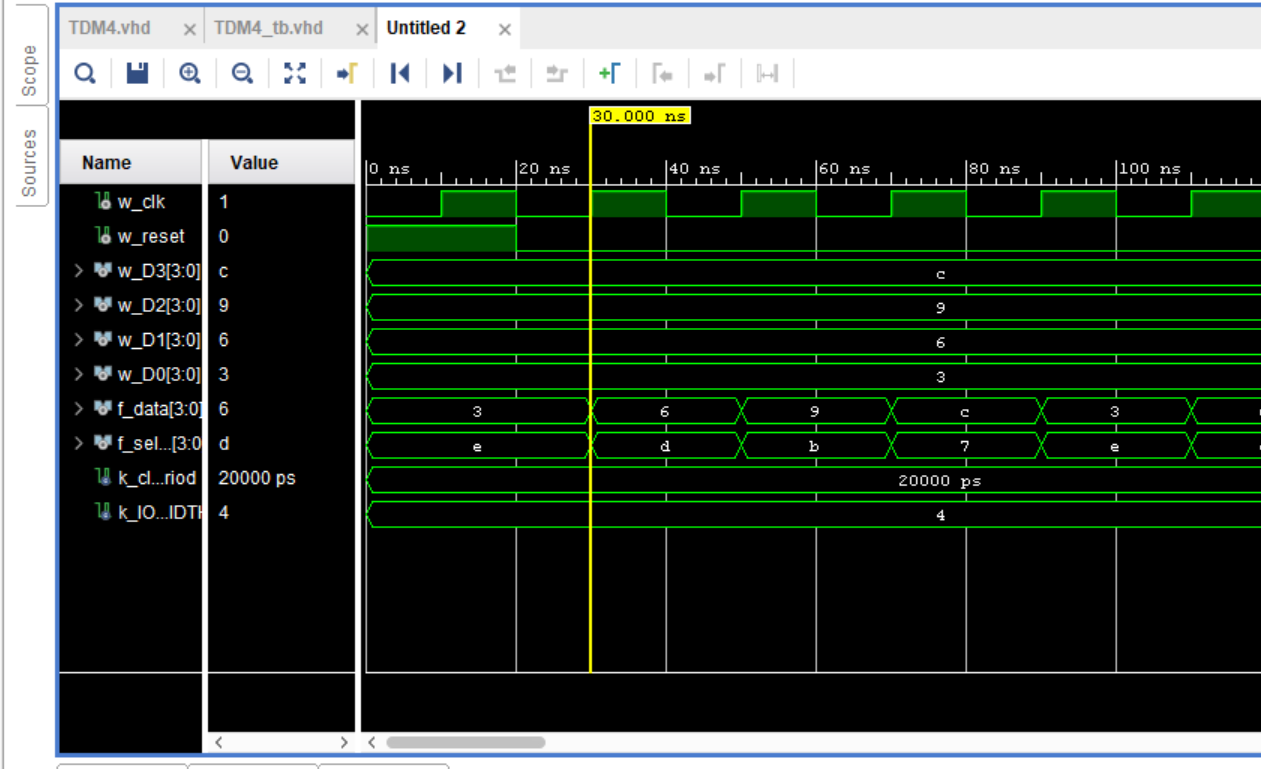 TDM4.vhd × TDM4_tb.vhd × Untitled 2 ×
Scope
Sources
30.000 ns
Name Value
0 ns 20 ns 40 ns 60 ns 80 ns 100 ns
w_clk 1
w_reset 0
> w_D3[3:0] c c
> w_D2[3:0] 9 9
> w_D1[3:0] 6 6
> w_D0[3:0] 3 3
> f_data[3:0] 6 3 6 9 c 3
> f_sel...[3:0 d e d b 7 e
k_cl...riod 20000 ps 20000 ps
k_IO...IDTH 4 4